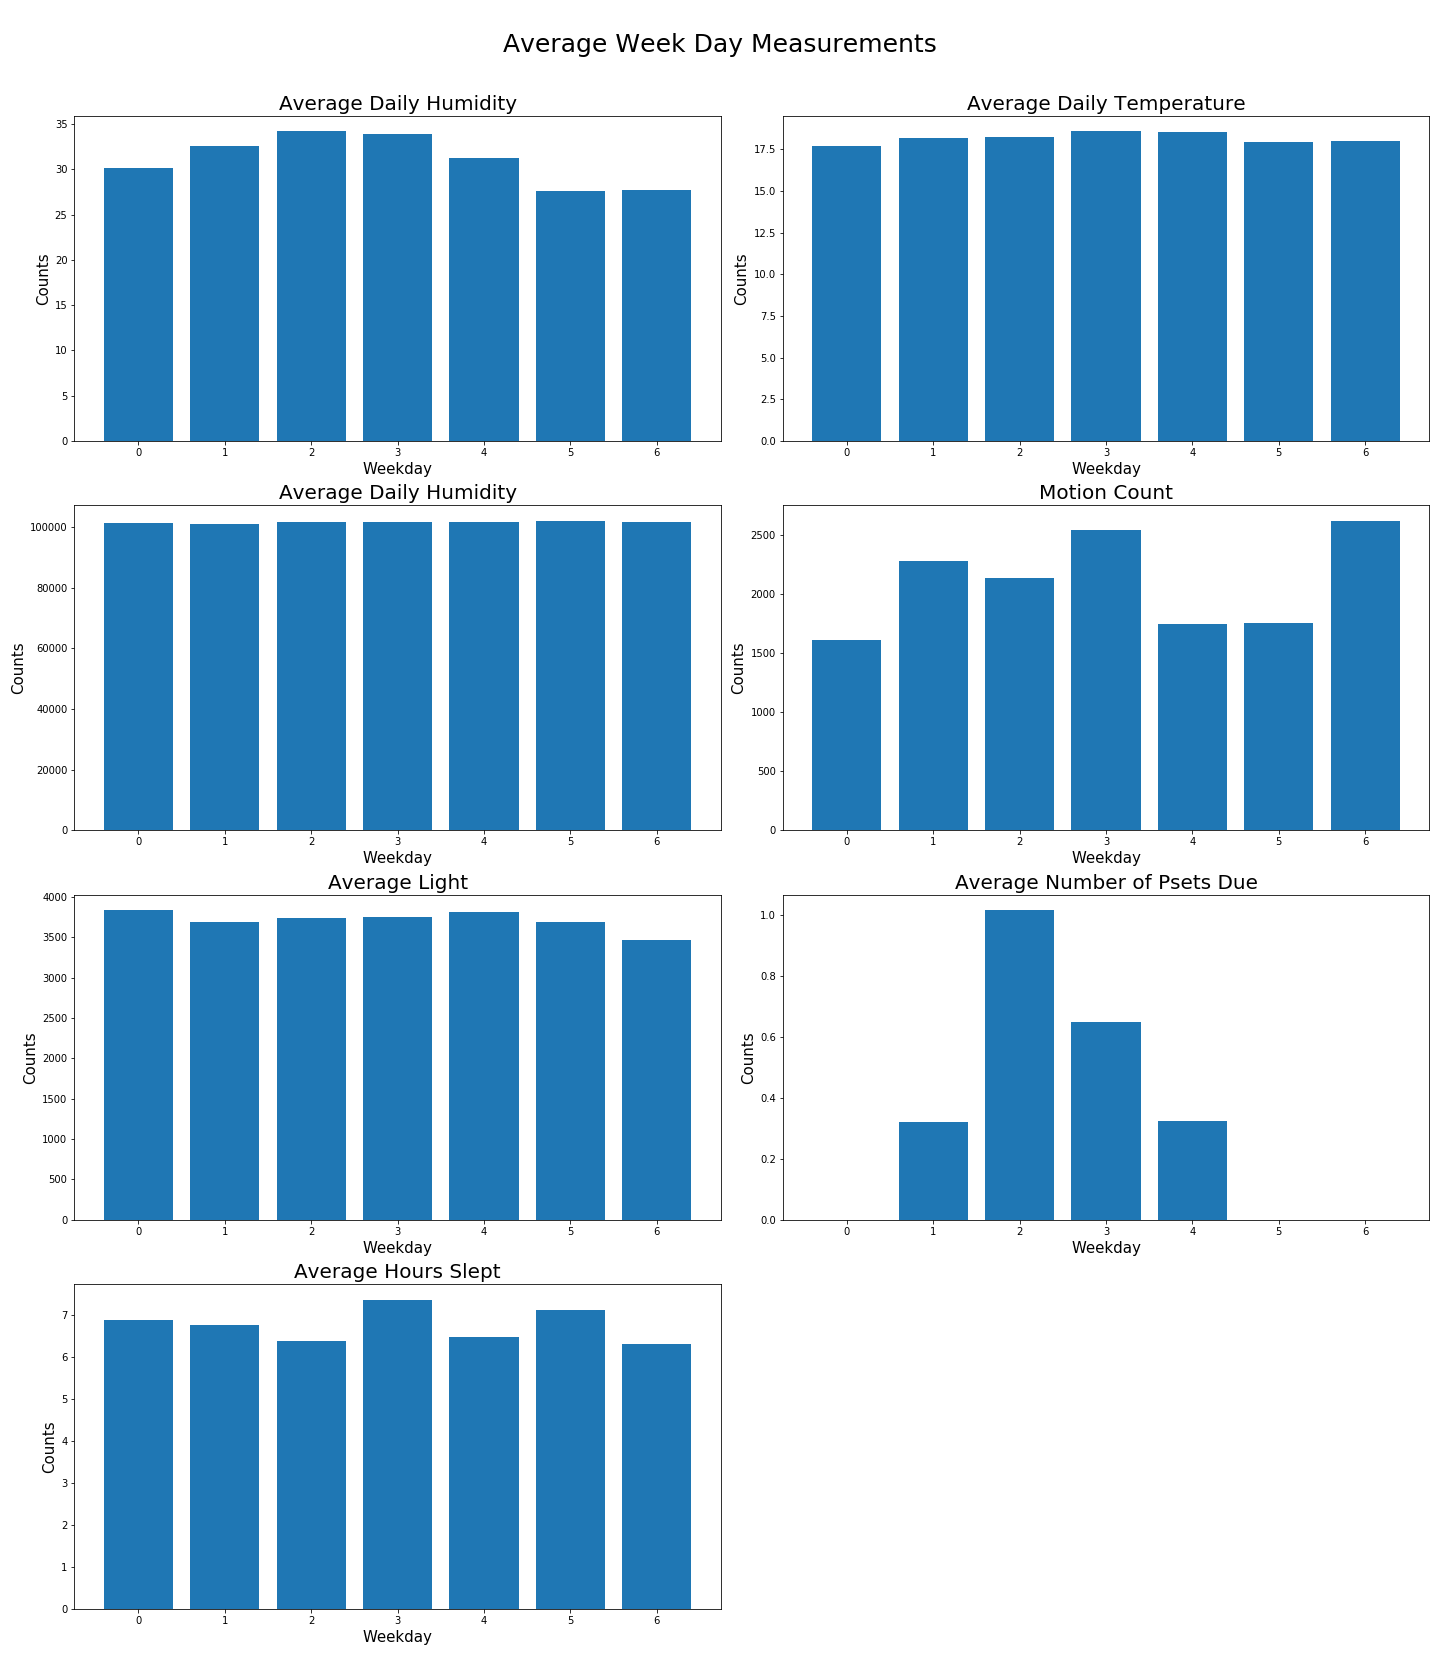 Average Week Day Measurements
Average Daily Humidity
35
30
25
20
15
10
5
0
Counts
0 1 2 3 4 5 6
Weekday
Average Daily Temperature
17.5
15.0
12.5
10.0
7.5
5.0
2.5
0.0
Counts
0 1 2 3 4 5 6
Weekday
Average Daily Humidity
100000
80000
60000
40000
20000
0
Counts
0 1 2 3 4 5 6
Weekday
Motion Count
2500
2000
1500
1000
500
0
Counts
0 1 2 3 4 5 6
Weekday
Average Light
4000
3500
3000
2500
2000
1500
1000
500
0
Counts
0 1 2 3 4 5 6
Weekday
Average Number of Psets Due
1.0
0.8
0.6
0.4
0.2
0.0
Counts
0 1 2 3 4 5 6
Weekday
Average Hours Slept
7
6
5
4
3
2
1
0
Counts
0 1 2 3 4 5 6
Weekday